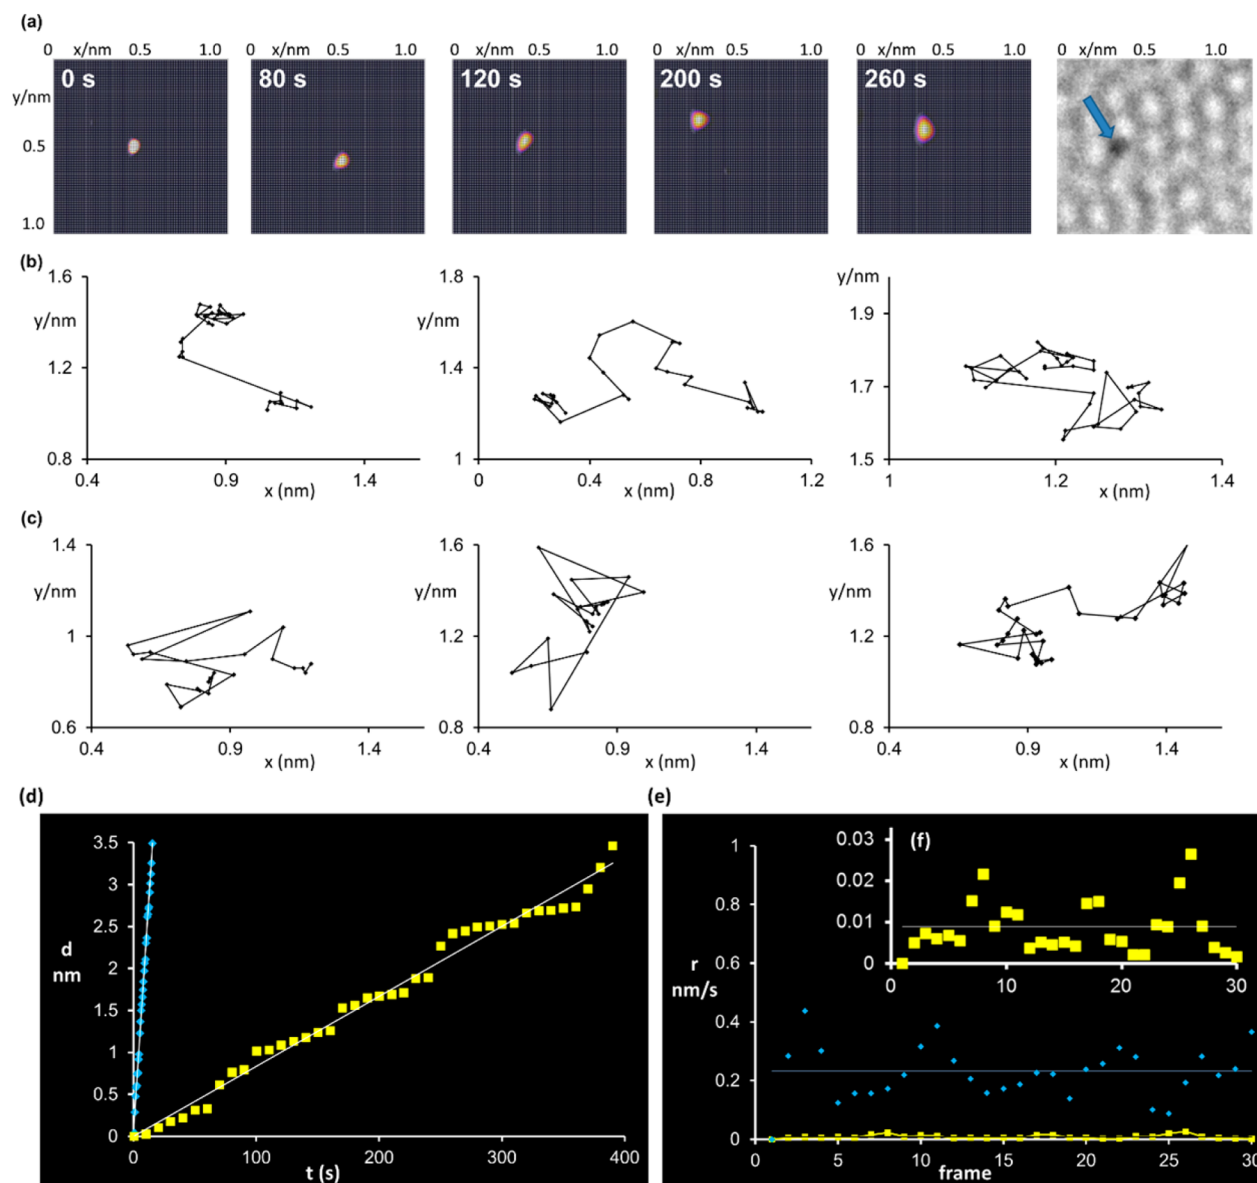 (a)
0 x/nm 0.5 1.0 0 x/nm 0.5 1.0 0 x/nm 0.5 1.0 0 x/nm 0.5 1.0 0 x/nm 0.5 1.0 0 x/nm 0.5 1.0
0 s 80 s 120 s 200 s 260 s
y/nm
0.5
1.0
(b)
1.6 1.8 y/nm
1.9
y/nm y/nm
1.2 1.4 1.7
0.8 1 1.5
0.4 0.9 1.4 0 0.4 0.8 1.2 1 1.2 1.4
x (nm) x (nm) x (nm)
(c)
1.4 1.6 1.6
y/nm y/nm y/nm
1 1.2 1.2
0.6 0.8 0.8
0.4 0.9 1.4 0.4 0.9 1.4 0.4 0.9 1.4
x (nm) x (nm) x (nm)
(d)
3.5
3
2.5
d
nm
2
1.5
1
0.5
0
0 100 200 300 400
t (s)
(e)
1
0.8
0.6
r
nm/s
0.4
0.2
0
0 5 10 15 20 25 30
frame
(f)
0.03
0.02
0.01
0
0 10 20 30